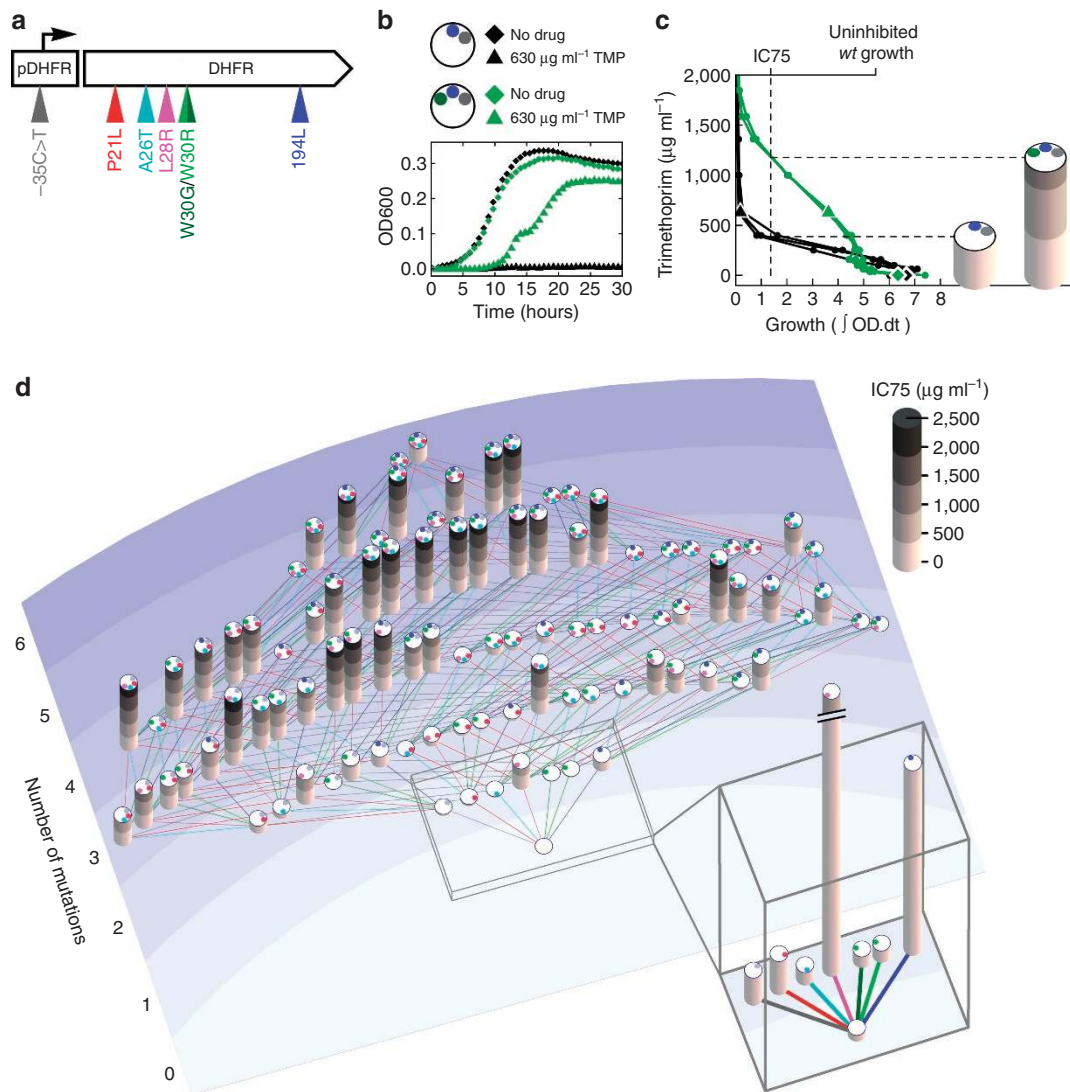 a
pDHFR
DHFR
–35C>T
P21L
A26T
L28R
W30G/W30R
I94L
b
No drug
630 µg ml⁻¹ TMP
No drug
630 µg ml⁻¹ TMP
OD600
0.3
0.2
0.1
0.0
0 5 10 15 20 25 30
Time (hours)
c
Uninhibited
wt growth
IC75
Trimethoprim (µg ml⁻¹)
2,000
1,500
1,000
500
0
0 1 2 3 4 5 6 7 8
Growth ( ∫ OD.dt )
d
IC75 (µg ml⁻¹)
2,500
2,000
1,500
1,000
500
0
Number of mutations
6
5
4
3
2
1
0